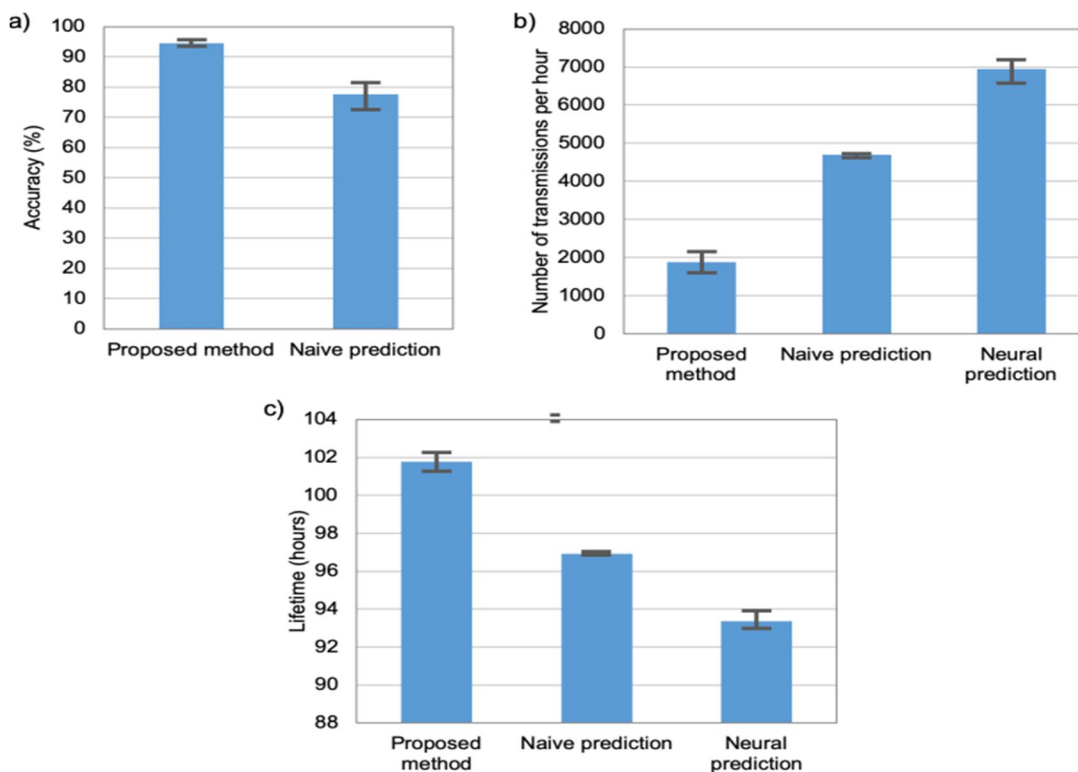 a)
100
90
80
70
60
50
40
30
20
10
0
Accuracy (%)
Proposed method
Naive prediction
b)
8000
7000
6000
5000
4000
3000
2000
1000
0
Number of transmissions per hour
Proposed
method
Naive prediction
Neural
prediction
c)
104
102
100
98
96
94
92
90
88
Lifetime (hours)
Proposed
method
Naive prediction
Neural
prediction